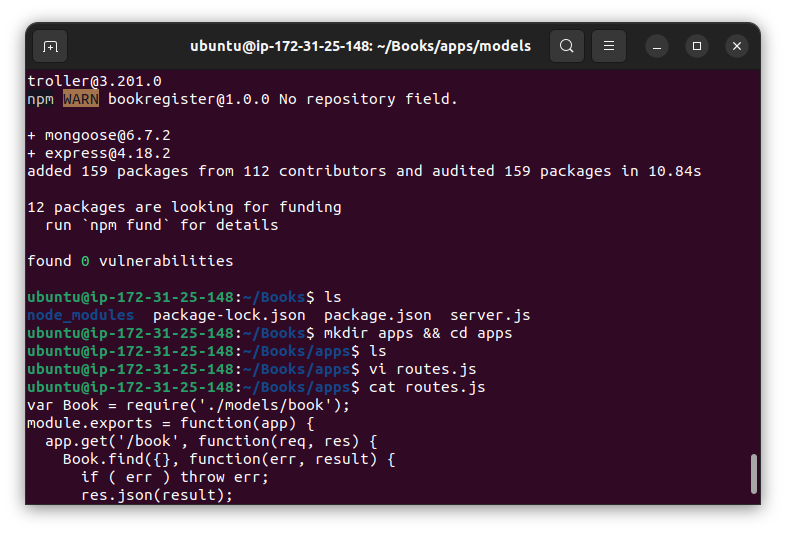 ubuntu@ip-172-31-25-148: ~/Books/apps/models
troller@3.201.0
npm WARN bookregister@1.0.0 No repository field.
+ mongoose@6.7.2
+ express@4.18.2
added 159 packages from 112 contributors and audited 159 packages in 10.84s
12 packages are looking for funding
  run `npm fund` for details
found 0 vulnerabilities
ubuntu@ip-172-31-25-148:~/Books$ ls
node_modules  package-lock.json  package.json  server.js
ubuntu@ip-172-31-25-148:~/Books$ mkdir apps && cd apps
ubuntu@ip-172-31-25-148:~/Books/apps$ ls
ubuntu@ip-172-31-25-148:~/Books/apps$ vi routes.js
ubuntu@ip-172-31-25-148:~/Books/apps$ cat routes.js
var Book = require('./models/book');
module.exports = function(app) {
  app.get('/book', function(req, res) {
    Book.find({}, function(err, result) {
      if ( err ) throw err;
      res.json(result);